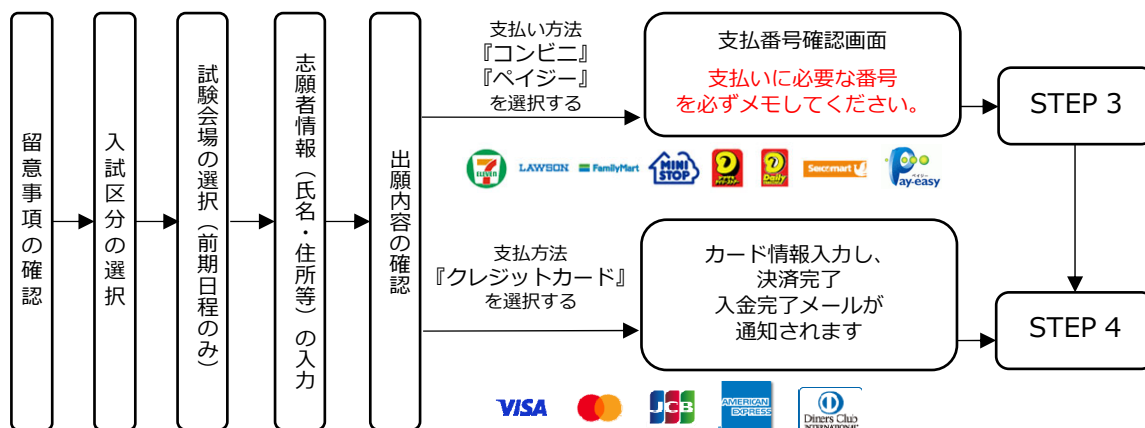 留意事項の確認
入試区分の選択
試験会場の選択（前期日程のみ）
志願者情報（氏名・住所等）の入力
出願内容の確認
支払い方法
『コンビニ』
『ペイジー』
を選択する
支払番号確認画面
支払いに必要な番号
を必ずメモしてください。
STEP 3
7
ELEVEN
LAWSON
FamilyMart
MINI
STOP
Daily
Seicomart
Pay-easy
ペイジー
支払方法
『クレジットカード』
を選択する
カード情報入力し、
決済完了
入金完了メールが
通知されます
STEP 4
VISA
JCB
AMERICAN
EXPRESS
Diners Club
INTERNATIONAL